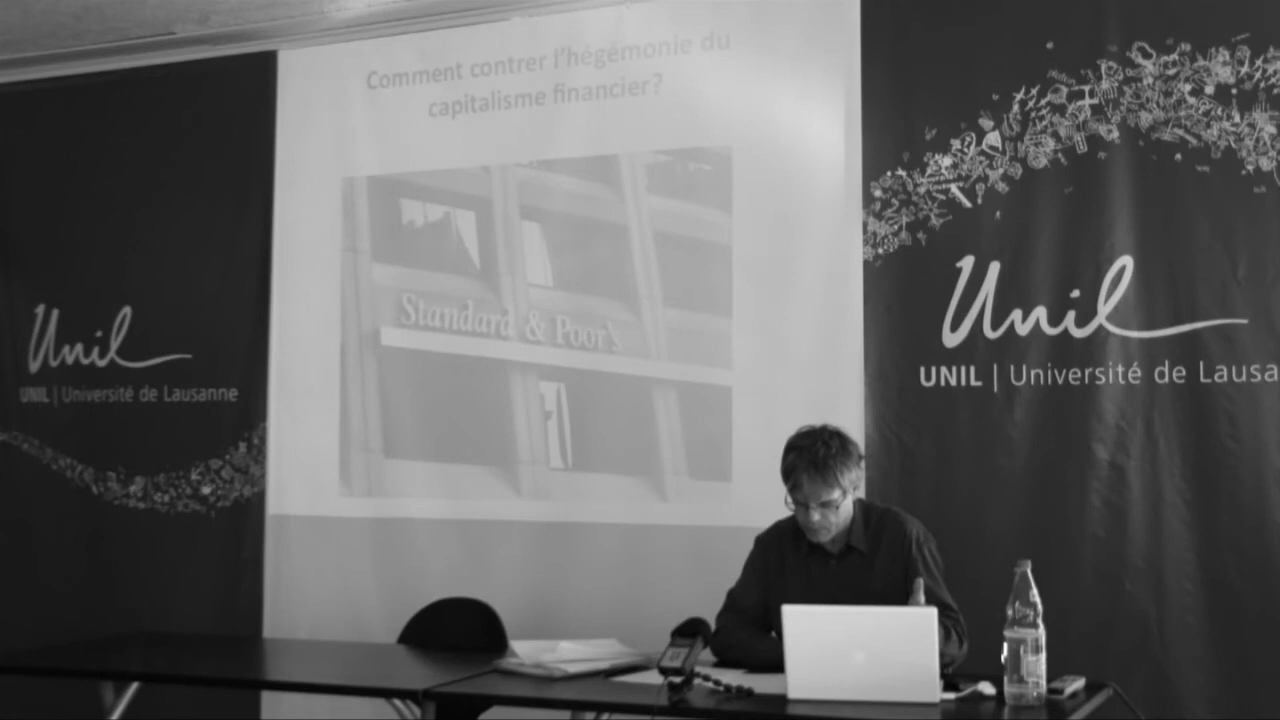 Comment contrer l'hégémonie du
capitalisme financier?
Standard & Poor's
Unil
UNIL | Université de Lausanne
Unil
UNIL | Université de Lausa